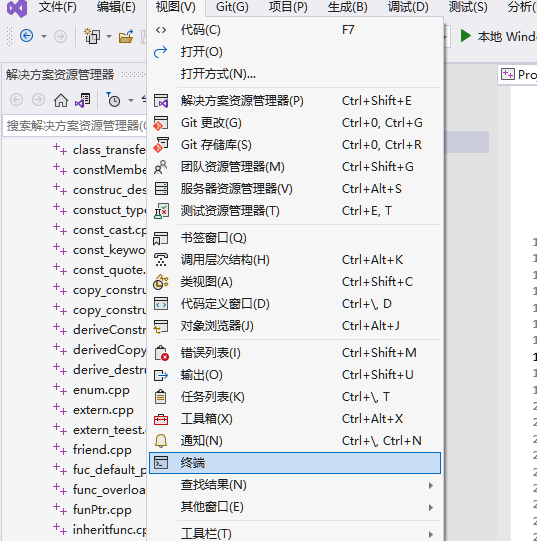 文件(F) 编辑(E) 视图(V) Git(G) 项目(P) 生成(B) 调试(D) 测试(S) 分析(
本地 Wind
解决方案资源管理器
搜索解决方案资源管理器(C
Pro
代码(C) F7
打开(O)
打开方式(N)...
解决方案资源管理器(P) Ctrl+Shift+E
Git 更改(G) Ctrl+0, Ctrl+G
Git 存储库(S) Ctrl+0, Ctrl+R
团队资源管理器(M) Ctrl+Shift+G
服务器资源管理器(V) Ctrl+Alt+S
测试资源管理器(T) Ctrl+E, T
书签窗口(Q)
调用层次结构(H) Ctrl+Alt+K
类视图(A) Ctrl+Shift+C
代码定义窗口(D) Ctrl+\, D
对象浏览器(J) Ctrl+Alt+J
错误列表(I) Ctrl+Shift+M
输出(O) Ctrl+Shift+U
任务列表(K) Ctrl+\, T
工具箱(X) Ctrl+Alt+X
通知(N) Ctrl+\, Ctrl+N
终端
查找结果(N)
其他窗口(E)
工具栏(T)
class_transfe
constMembe
construc_des
constuct_type
const_cast.cp
const_keywo
const_quote.
copy_constru
copy_constru
deriveConstr
derivedCopy
derive_destru
enum.cpp
extern.cpp
extern_teest.c
friend.cpp
fuc_default_p
func_overloa
funPtr.cpp
inheritfunc.cp